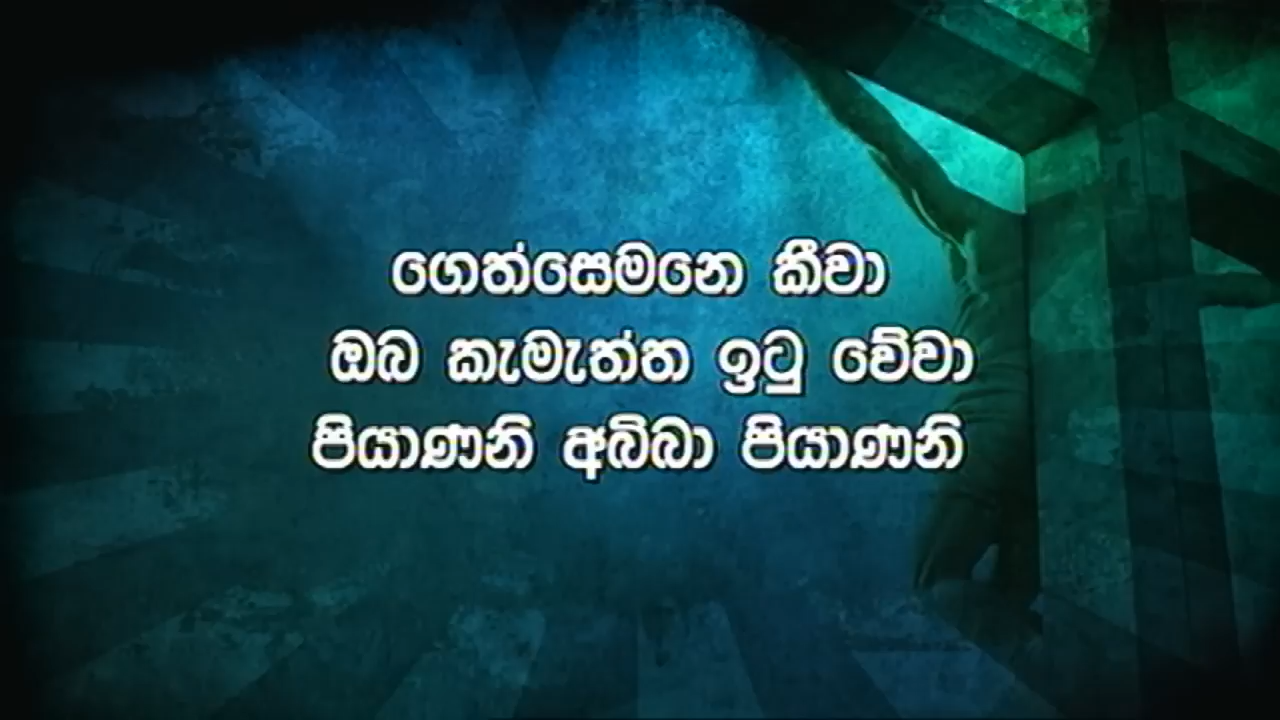 ගෙත්සෙමනෙ කීවා
ඔබ කැමැත්ත ඉටු වේවා
පියාණනි අබ්බා පියාණනි